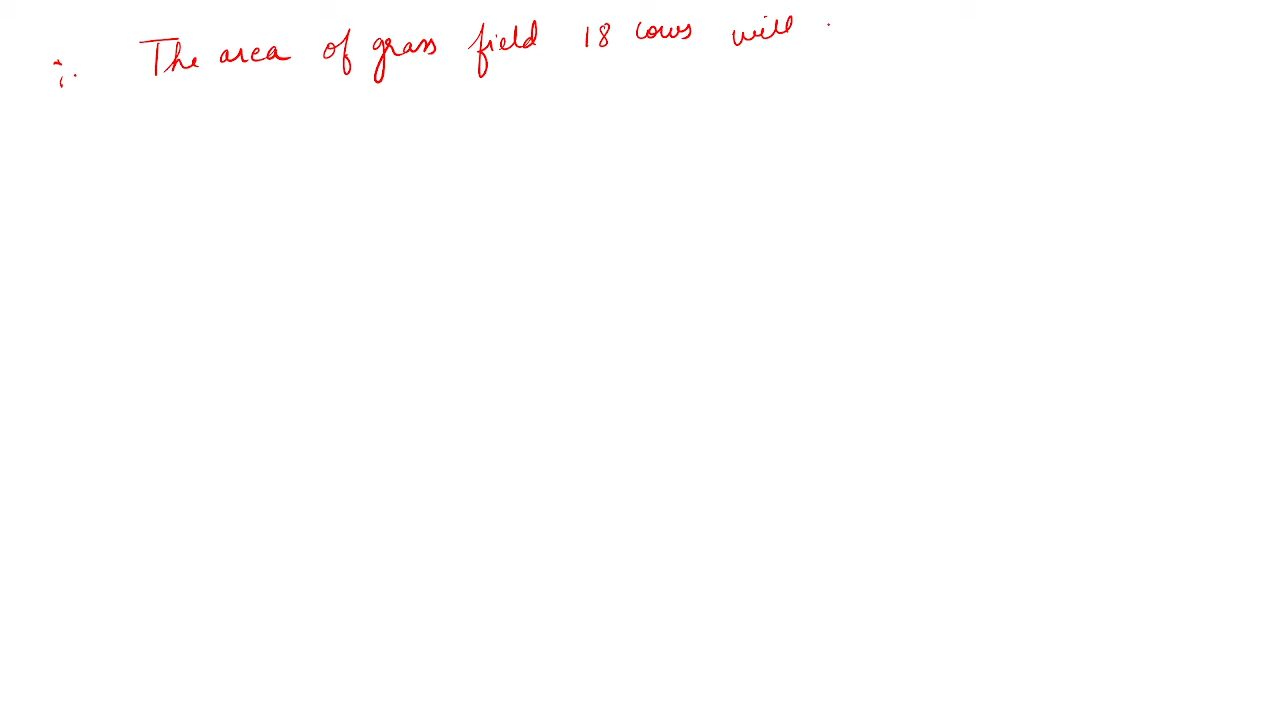 ∴ The area of grass field 18 cows will